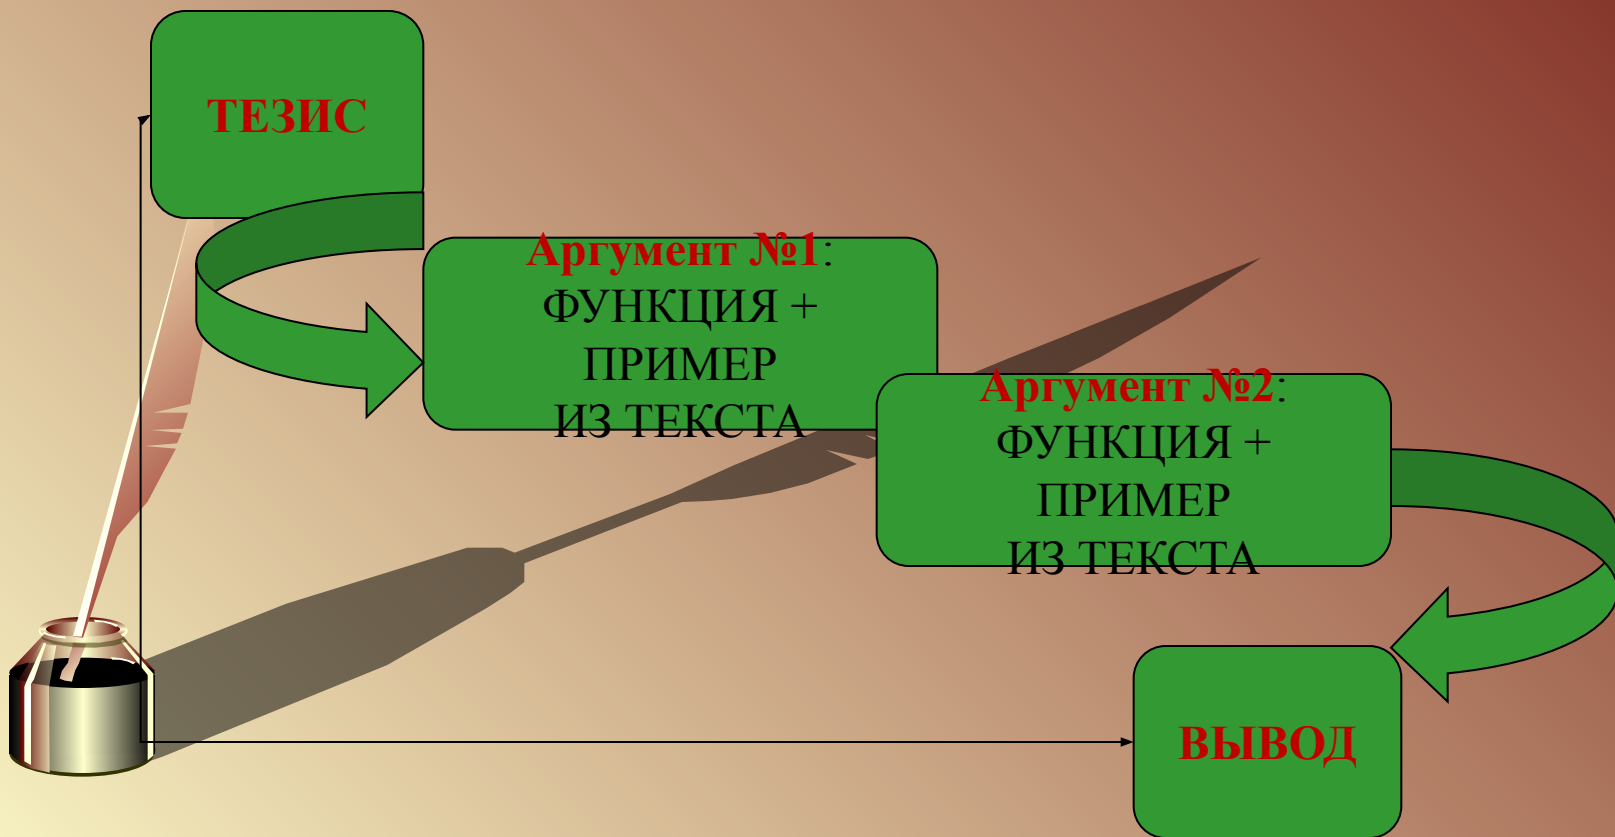 ТЕЗИС
Аргумент №1:
ФУНКЦИЯ +
ПРИМЕР
ИЗ ТЕКСТА
Аргумент №2:
ФУНКЦИЯ +
ПРИМЕР
ИЗ ТЕКСТА
ВЫВОД